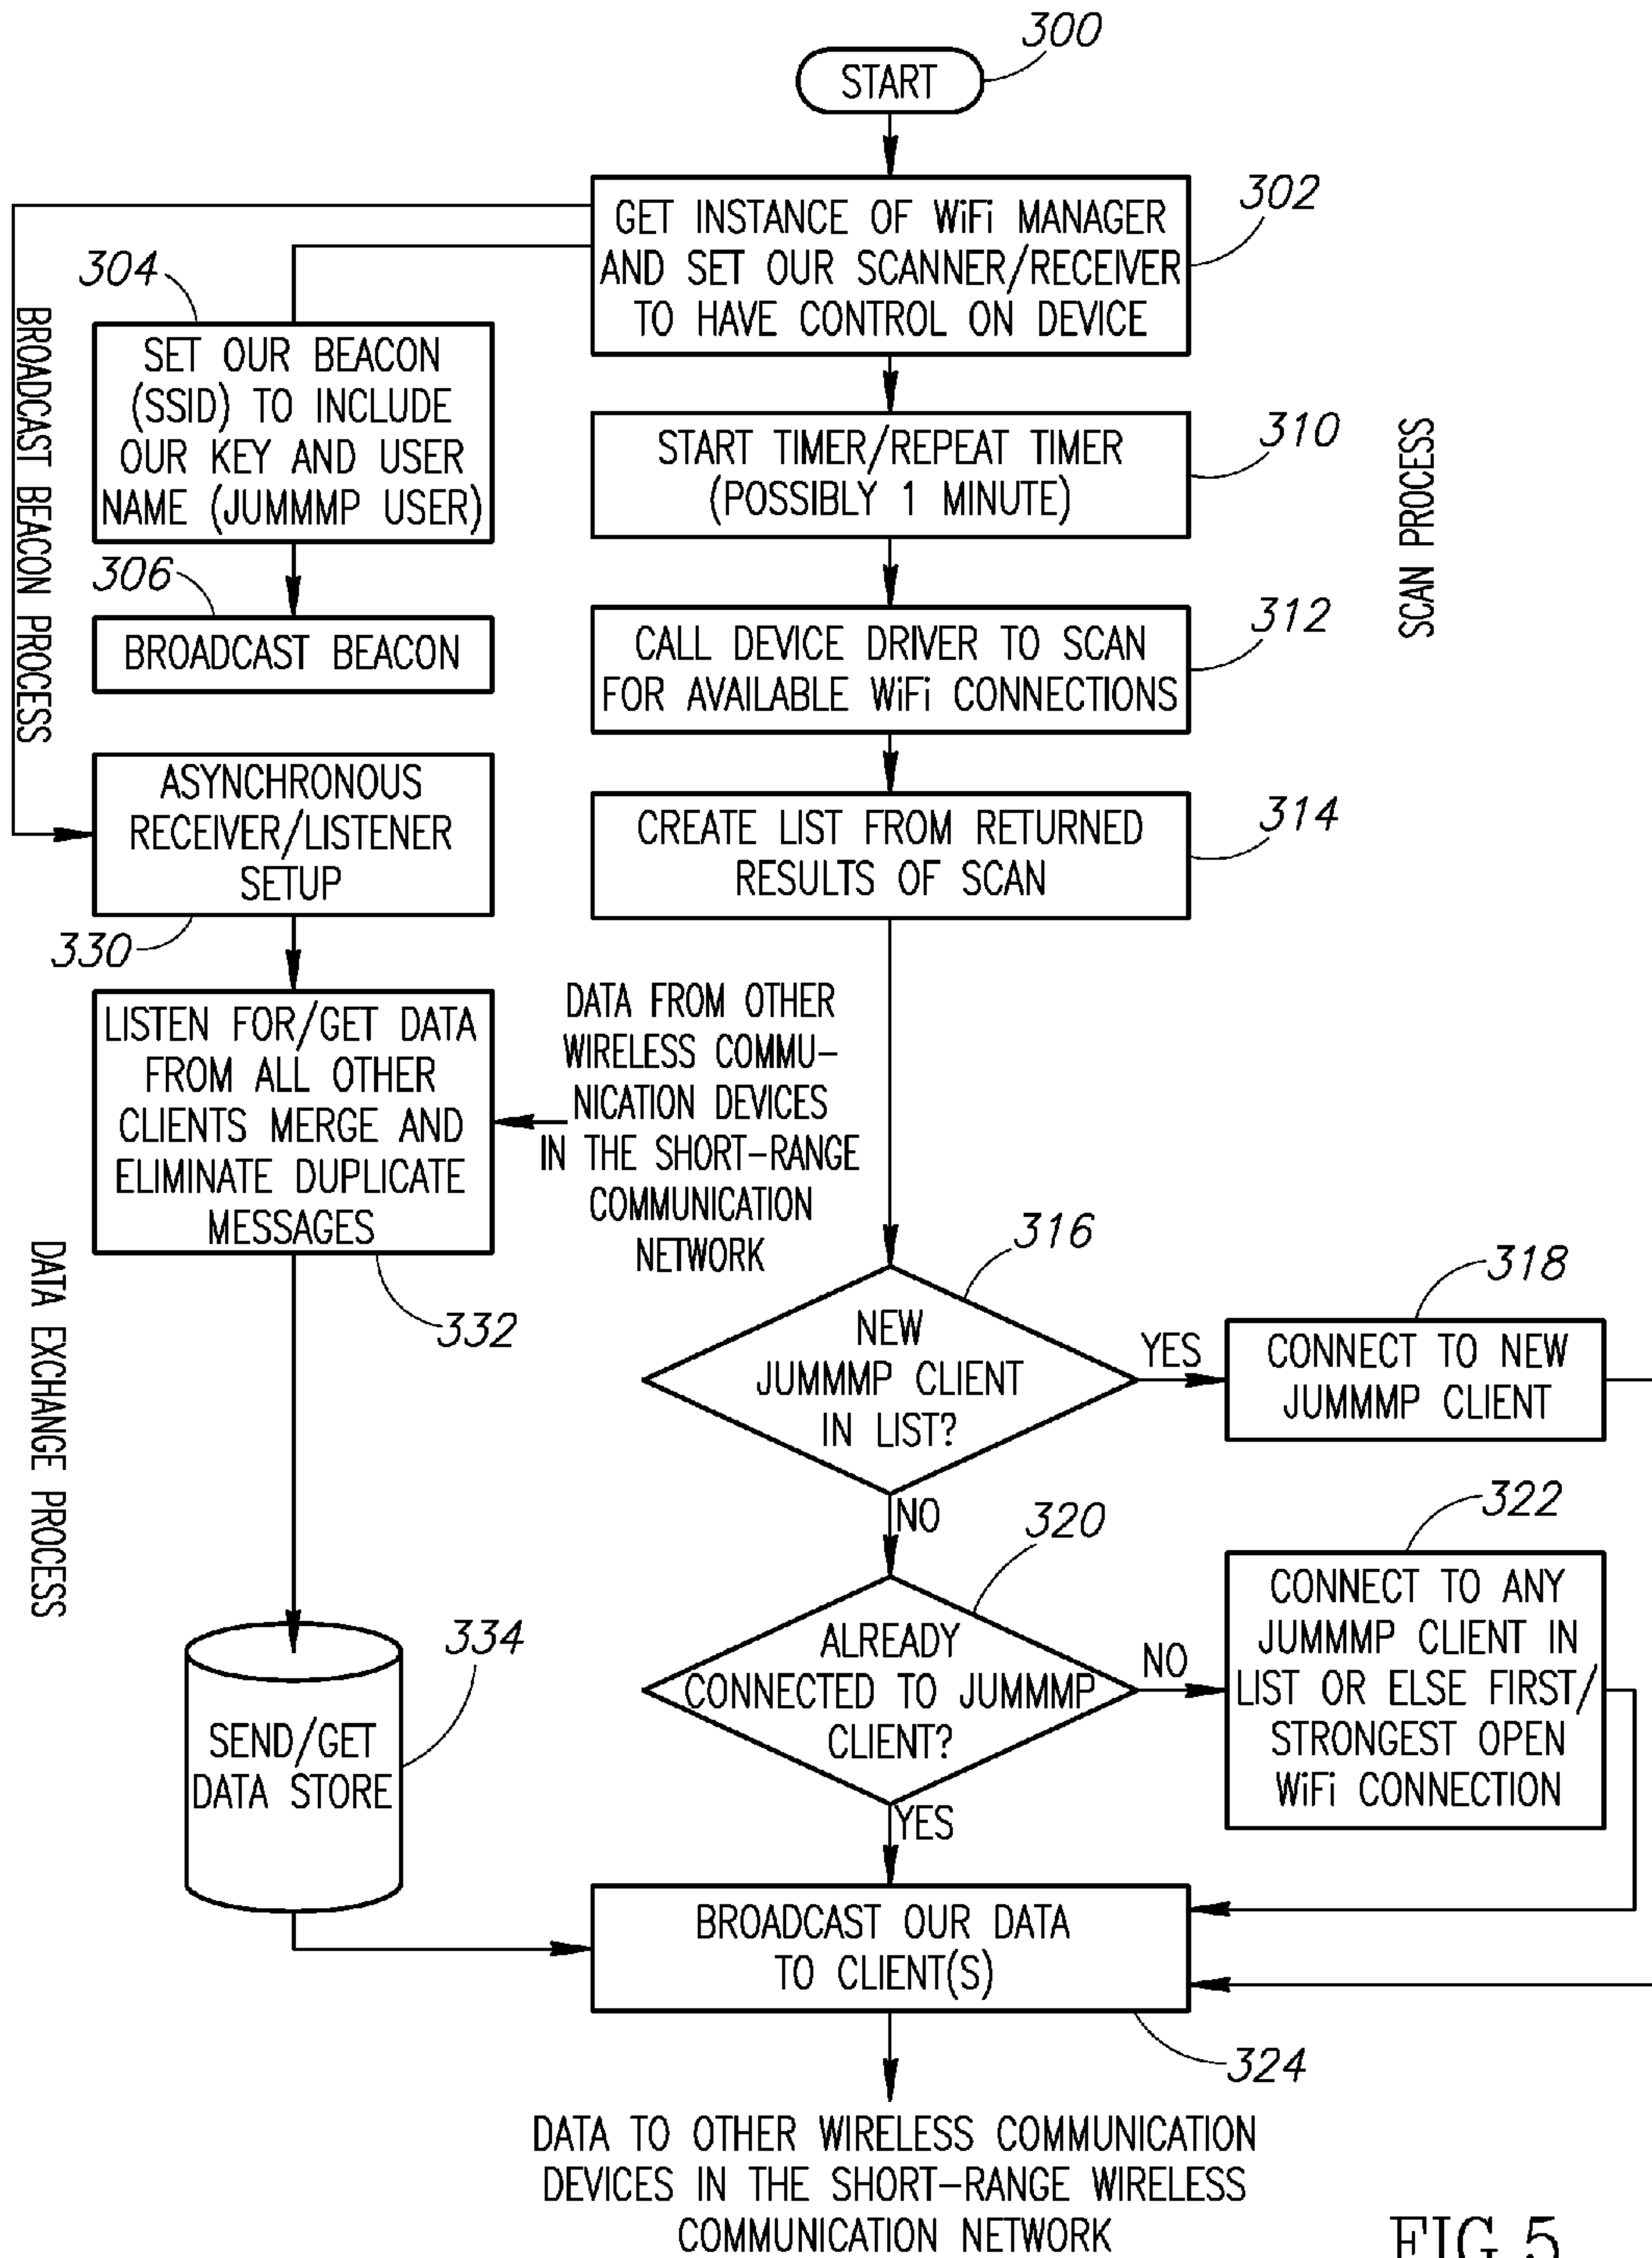 300
START
GET INSTANCE OF WiFi MANAGER
AND SET OUR SCANNER/RECEIVER
TO HAVE CONTROL ON DEVICE
302
304
SET OUR BEACON
(SSID) TO INCLUDE
OUR KEY AND USER
NAME (JUMMMP USER)
BROADCAST BEACON PROCESS
306
BROADCAST BEACON
START TIMER/REPEAT TIMER
(POSSIBLY 1 MINUTE)
310
SCAN PROCESS
CALL DEVICE DRIVER TO SCAN
FOR AVAILABLE WiFi CONNECTIONS
312
ASYNCHRONOUS
RECEIVER/LISTENER
SETUP
330
CREATE LIST FROM RETURNED
RESULTS OF SCAN
314
LISTEN FOR/GET DATA
FROM ALL OTHER
CLIENTS MERGE AND
ELIMINATE DUPLICATE
MESSAGES
332
DATA FROM OTHER
WIRELESS COMMU-
NICATION DEVICES
IN THE SHORT-RANGE
COMMUNICATION
NETWORK
DATA EXCHANGE PROCESS
316
NEW
JUMMMP CLIENT
IN LIST?
YES
318
CONNECT TO NEW
JUMMMP CLIENT
NO
320
ALREADY
CONNECTED TO JUMMMP
CLIENT?
NO
322
CONNECT TO ANY
JUMMMP CLIENT IN
LIST OR ELSE FIRST/
STRONGEST OPEN
WiFi CONNECTION
YES
334
SEND/GET
DATA STORE
BROADCAST OUR DATA
TO CLIENT(S)
324
DATA TO OTHER WIRELESS COMMUNICATION
DEVICES IN THE SHORT-RANGE WIRELESS
COMMUNICATION NETWORK
FIG.5